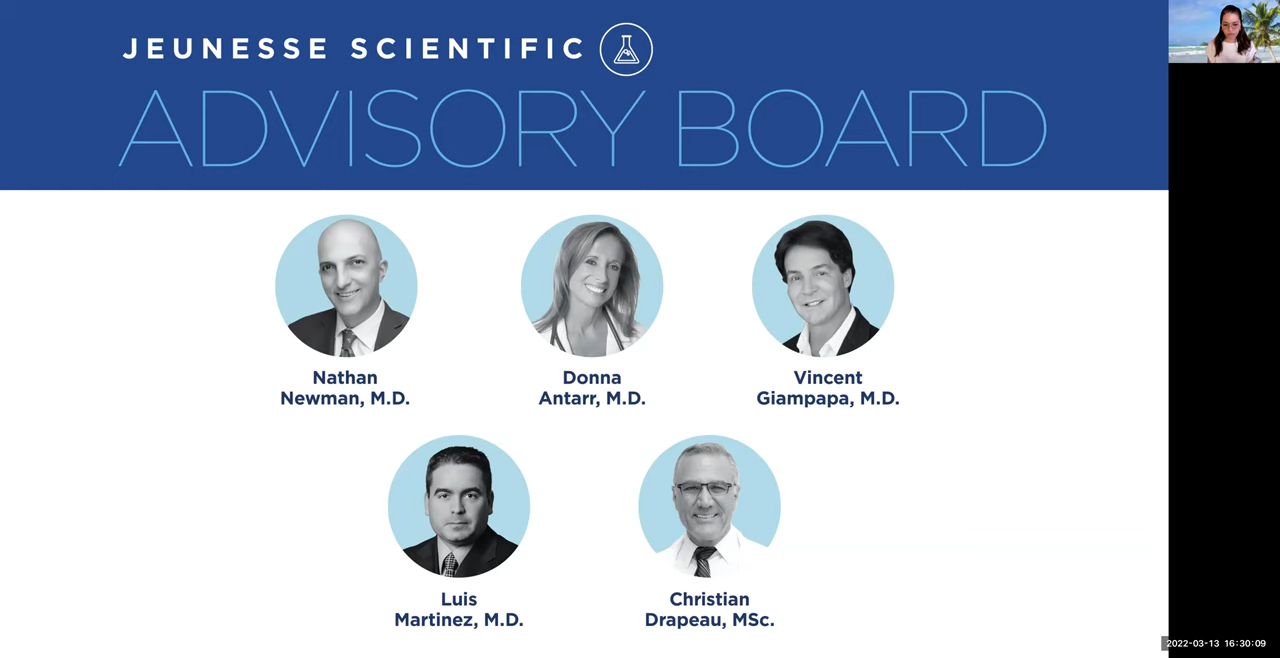 JEUNESSE SCIENTIFIC
ADVISORY BOARD
Nathan
Newman, M.D.
Donna
Antarr, M.D.
Vincent
Giampapa, M.D.
Luis
Martinez, M.D.
Christian
Drapeau, MSc.
2022-03-13 16:30:09